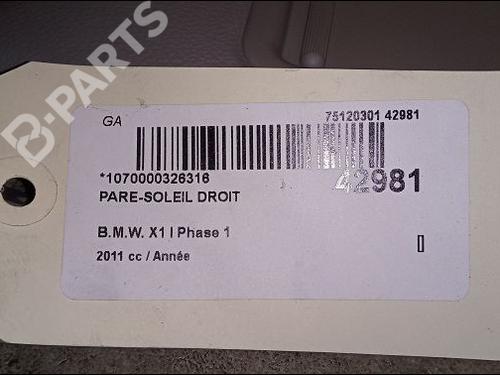 B-PARTS
GA
75120301 42981
*1070000326316
42981
PARE-SOLEIL DROIT
B.M.W. X1 I Phase 1
2011 cc / Année